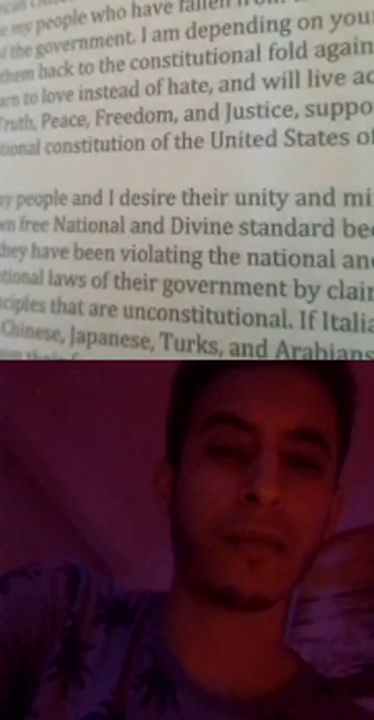 my people who have fallen
the government. I am depending on you
them back to the constitutional fold again
to love instead of hate, and will live
Truth, Peace, Freedom, and Justice, suppo
constitution of the United States of
people and I desire their unity and mi
free National and Divine standard be
they have been violating the national an
laws of their government by clai
that are unconstitutional. If Italia
Chinese, Japanese, Turks, and Arabians